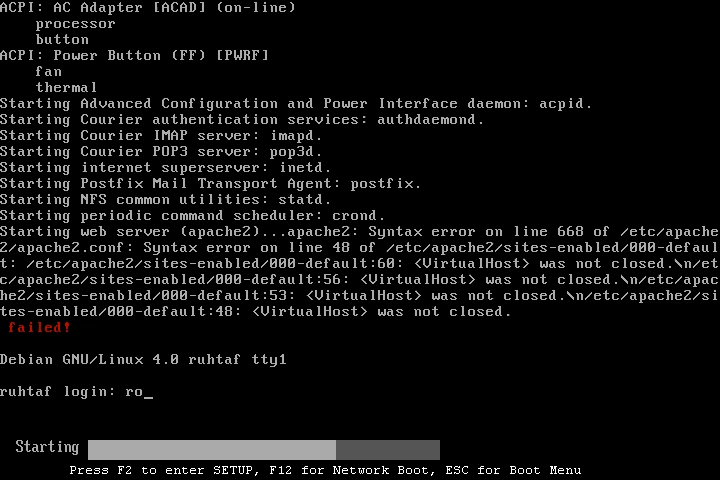 ACPI: AC Adapter [ACAD] (on-line)
processor
button
ACPI: Power Button (FF) [PWRF]
fan
thermal
Starting Advanced Configuration and Power Interface daemon: acpid.
Starting Courier authentication services: authdaemond.
Starting Courier IMAP server: imapd.
Starting Courier POP3 server: pop3d.
Starting internet superserver: inetd.
Starting Postfix Mail Transport Agent: postfix.
Starting NFS common utilities: statd.
Starting periodic command scheduler: crond.
Starting web server (apache2)...apache2: Syntax error on line 668 of /etc/apache
2/apache2.conf: Syntax error on line 48 of /etc/apache2/sites-enabled/000-defaul
t: /etc/apache2/sites-enabled/000-default:60: <VirtualHost> was not closed.\n/et
c/apache2/sites-enabled/000-default:56: <VirtualHost> was not closed.\n/etc/apac
he2/sites-enabled/000-default:53: <VirtualHost> was not closed.\n/etc/apache2/si
tes-enabled/000-default:48: <VirtualHost> was not closed.
failed!
Debian GNU/Linux 4.0 ruhtaf tty1
ruhtaf login: ro_
Starting
Press F2 to enter SETUP, F12 for Network Boot, ESC for Boot Menu